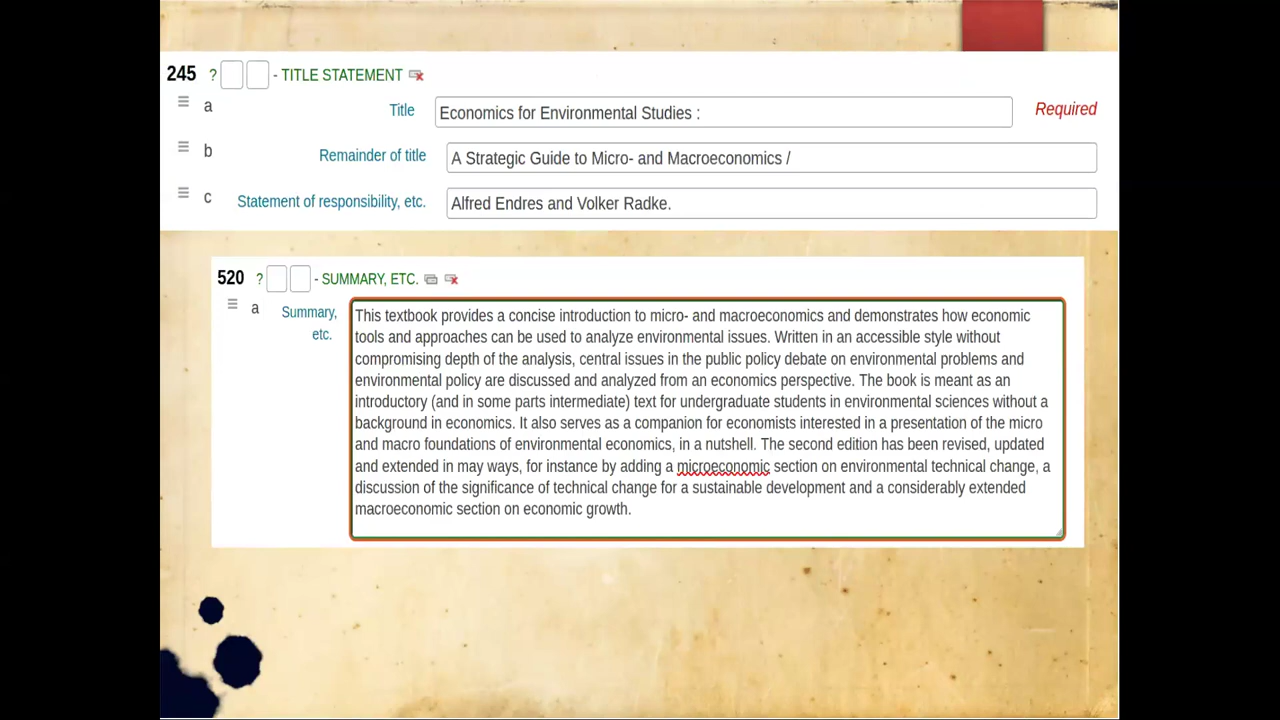 245 ? - TITLE STATEMENT
a Title Economics for Environmental Studies : Required
b Remainder of title A Strategic Guide to Micro- and Macroeconomics /
c Statement of responsibility, etc. Alfred Endres and Volker Radke.
520 ? - SUMMARY, ETC.
a Summary, etc.
This textbook provides a concise introduction to micro- and macroeconomics and demonstrates how economic
tools and approaches can be used to analyze environmental issues. Written in an accessible style without
compromising depth of the analysis, central issues in the public policy debate on environmental problems and
environmental policy are discussed and analyzed from an economics perspective. The book is meant as an
introductory (and in some parts intermediate) text for undergraduate students in environmental sciences without a
background in economics. It also serves as a companion for economists interested in a presentation of the micro
and macro foundations of environmental economics, in a nutshell. The second edition has been revised, updated
and extended in may ways, for instance by adding a microeconomic section on environmental technical change, a
discussion of the significance of technical change for a sustainable development and a considerably extended
macroeconomic section on economic growth.